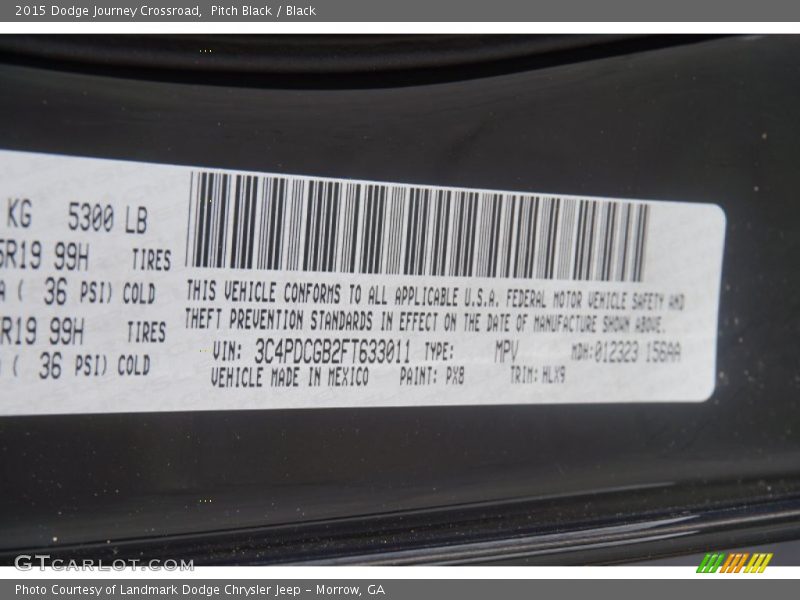 2015 Dodge Journey Crossroad, Pitch Black / Black
KG 5300 LB
5R19 99H TIRES
( 36 PSI) COLD
R19 99H TIRES
( 36 PSI) COLD
THIS VEHICLE CONFORMS TO ALL APPLICABLE U.S.A. FEDERAL MOTOR VEHICLE SAFETY AND
THEFT PREVENTION STANDARDS IN EFFECT ON THE DATE OF MANUFACTURE SHOWN ABOVE.
VIN: 3C4PDCGB2FT633011 TYPE: MPV MDH:012323 156AA
VEHICLE MADE IN MEXICO PAINT: PX8 TRIM: HLX9
GTCARLOT.COM
Photo Courtesy of Landmark Dodge Chrysler Jeep – Morrow, GA